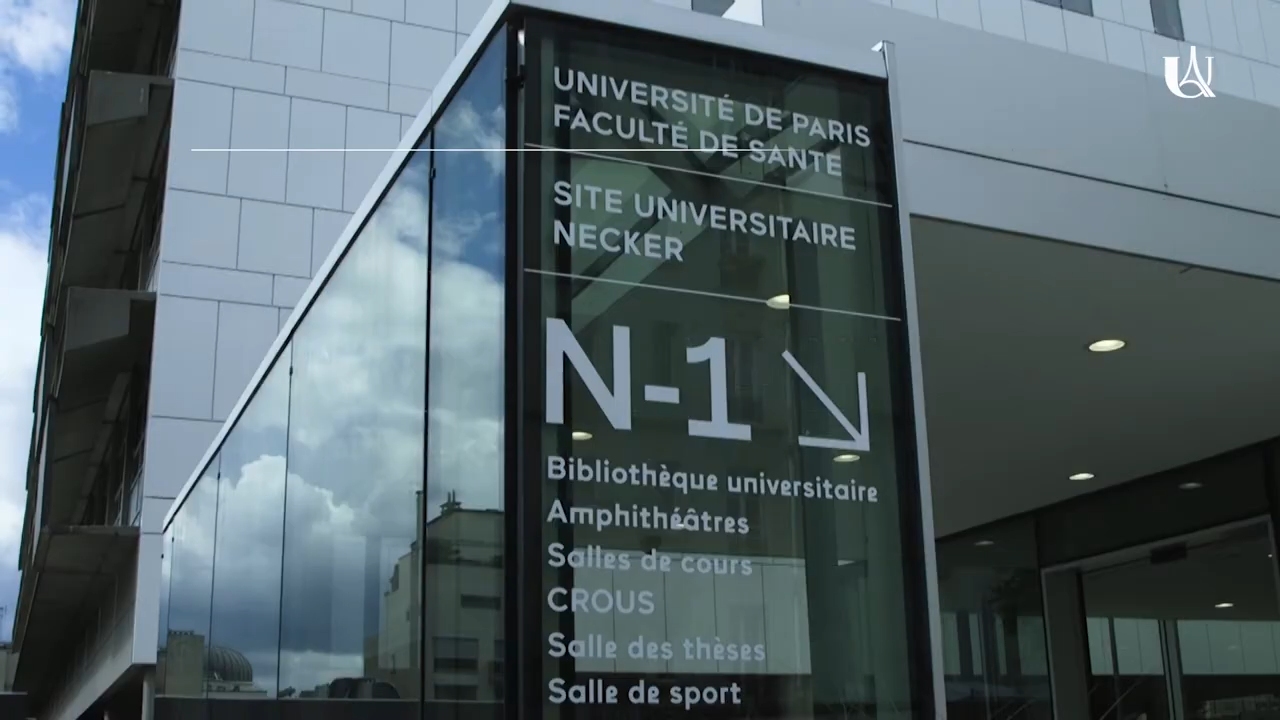 UNIVERSITÉ DE PARIS
FACULTÉ DE SANTÉ
SITE UNIVERSITAIRE
NECKER
N-1
Bibliothèque universitaire
Amphithéâtres
Salles de cours
CROUS
Salle des thèses
Salle de sport